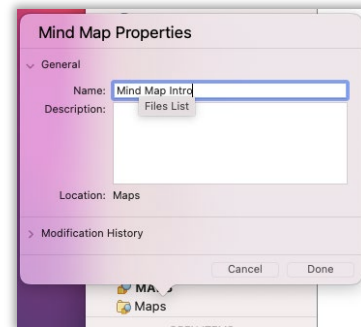 Mind Map Properties
General
Name: Mind Map Intro
Files List
Description:
Location: Maps
Modification History
Cancel Done
Maps